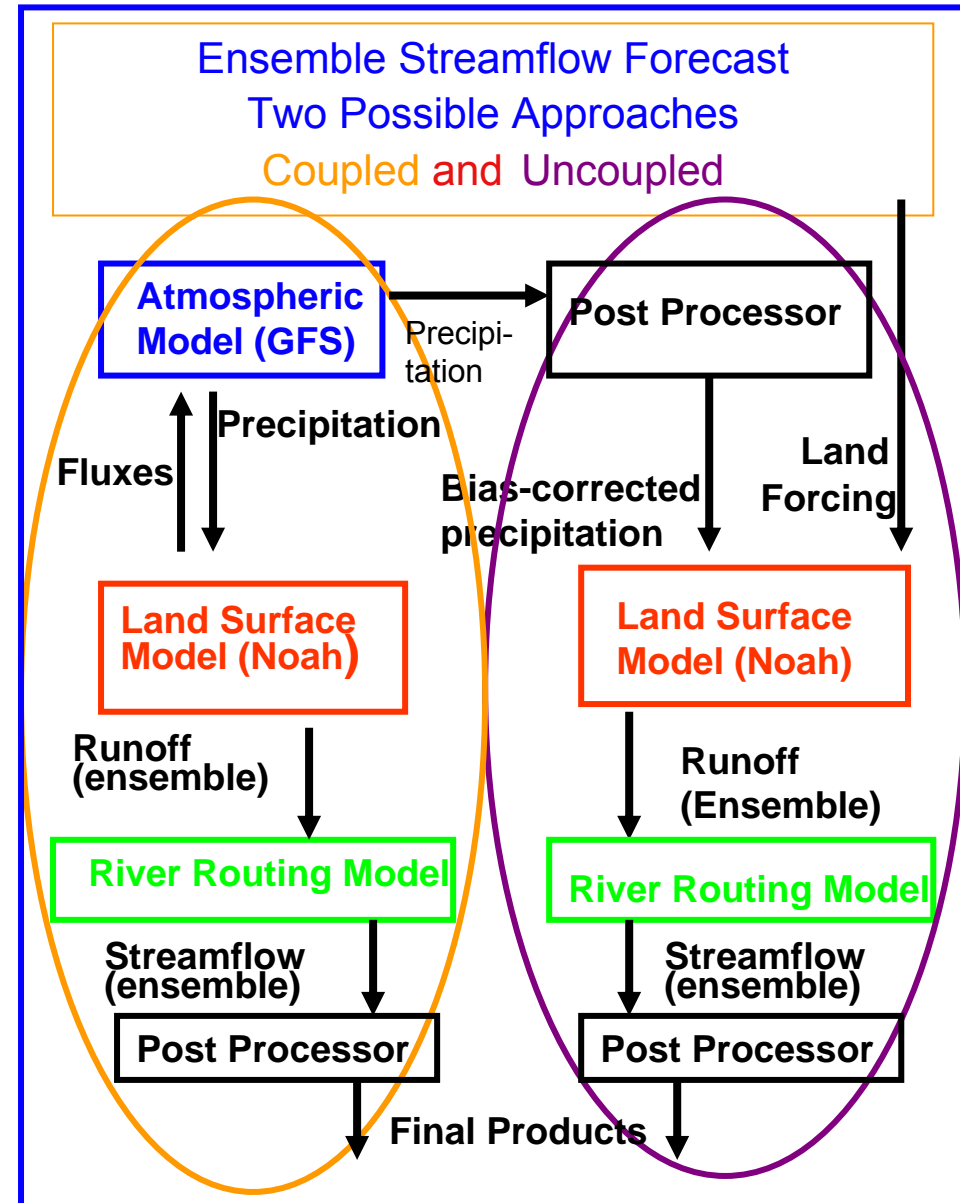 Ensemble Streamflow Forecast
Two Possible Approaches
Coupled and Uncoupled
Atmospheric
Model (GFS)
Precipi-
tation
Post Processor
Fluxes
Precipitation
Bias-corrected
precipitation
Land
Forcing
Land Surface
Model (Noah)
Land Surface
Model (Noah)
Runoff
(ensemble)
Runoff
(Ensemble)
River Routing Model
River Routing Model
Streamflow
(ensemble)
Streamflow
(ensemble)
Post Processor
Post Processor
Final Products